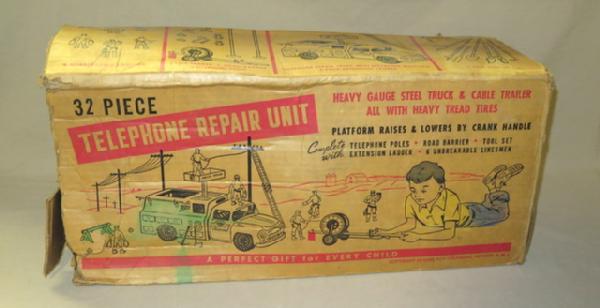 32 PIECE
TELEPHONE REPAIR UNIT
HEAVY GAUGE STEEL TRUCK & CABLE TRAILER
ALL WITH HEAVY TREAD TIRES
PLATFORM RAISES & LOWERS BY CRANK HANDLE
Complete with TELEPHONE POLES • ROAD BARRIER • TOOL SET
EXTENSION LADDER • 6 UNBREAKABLE LINEMEN
A PERFECT GIFT for EVERY CHILD